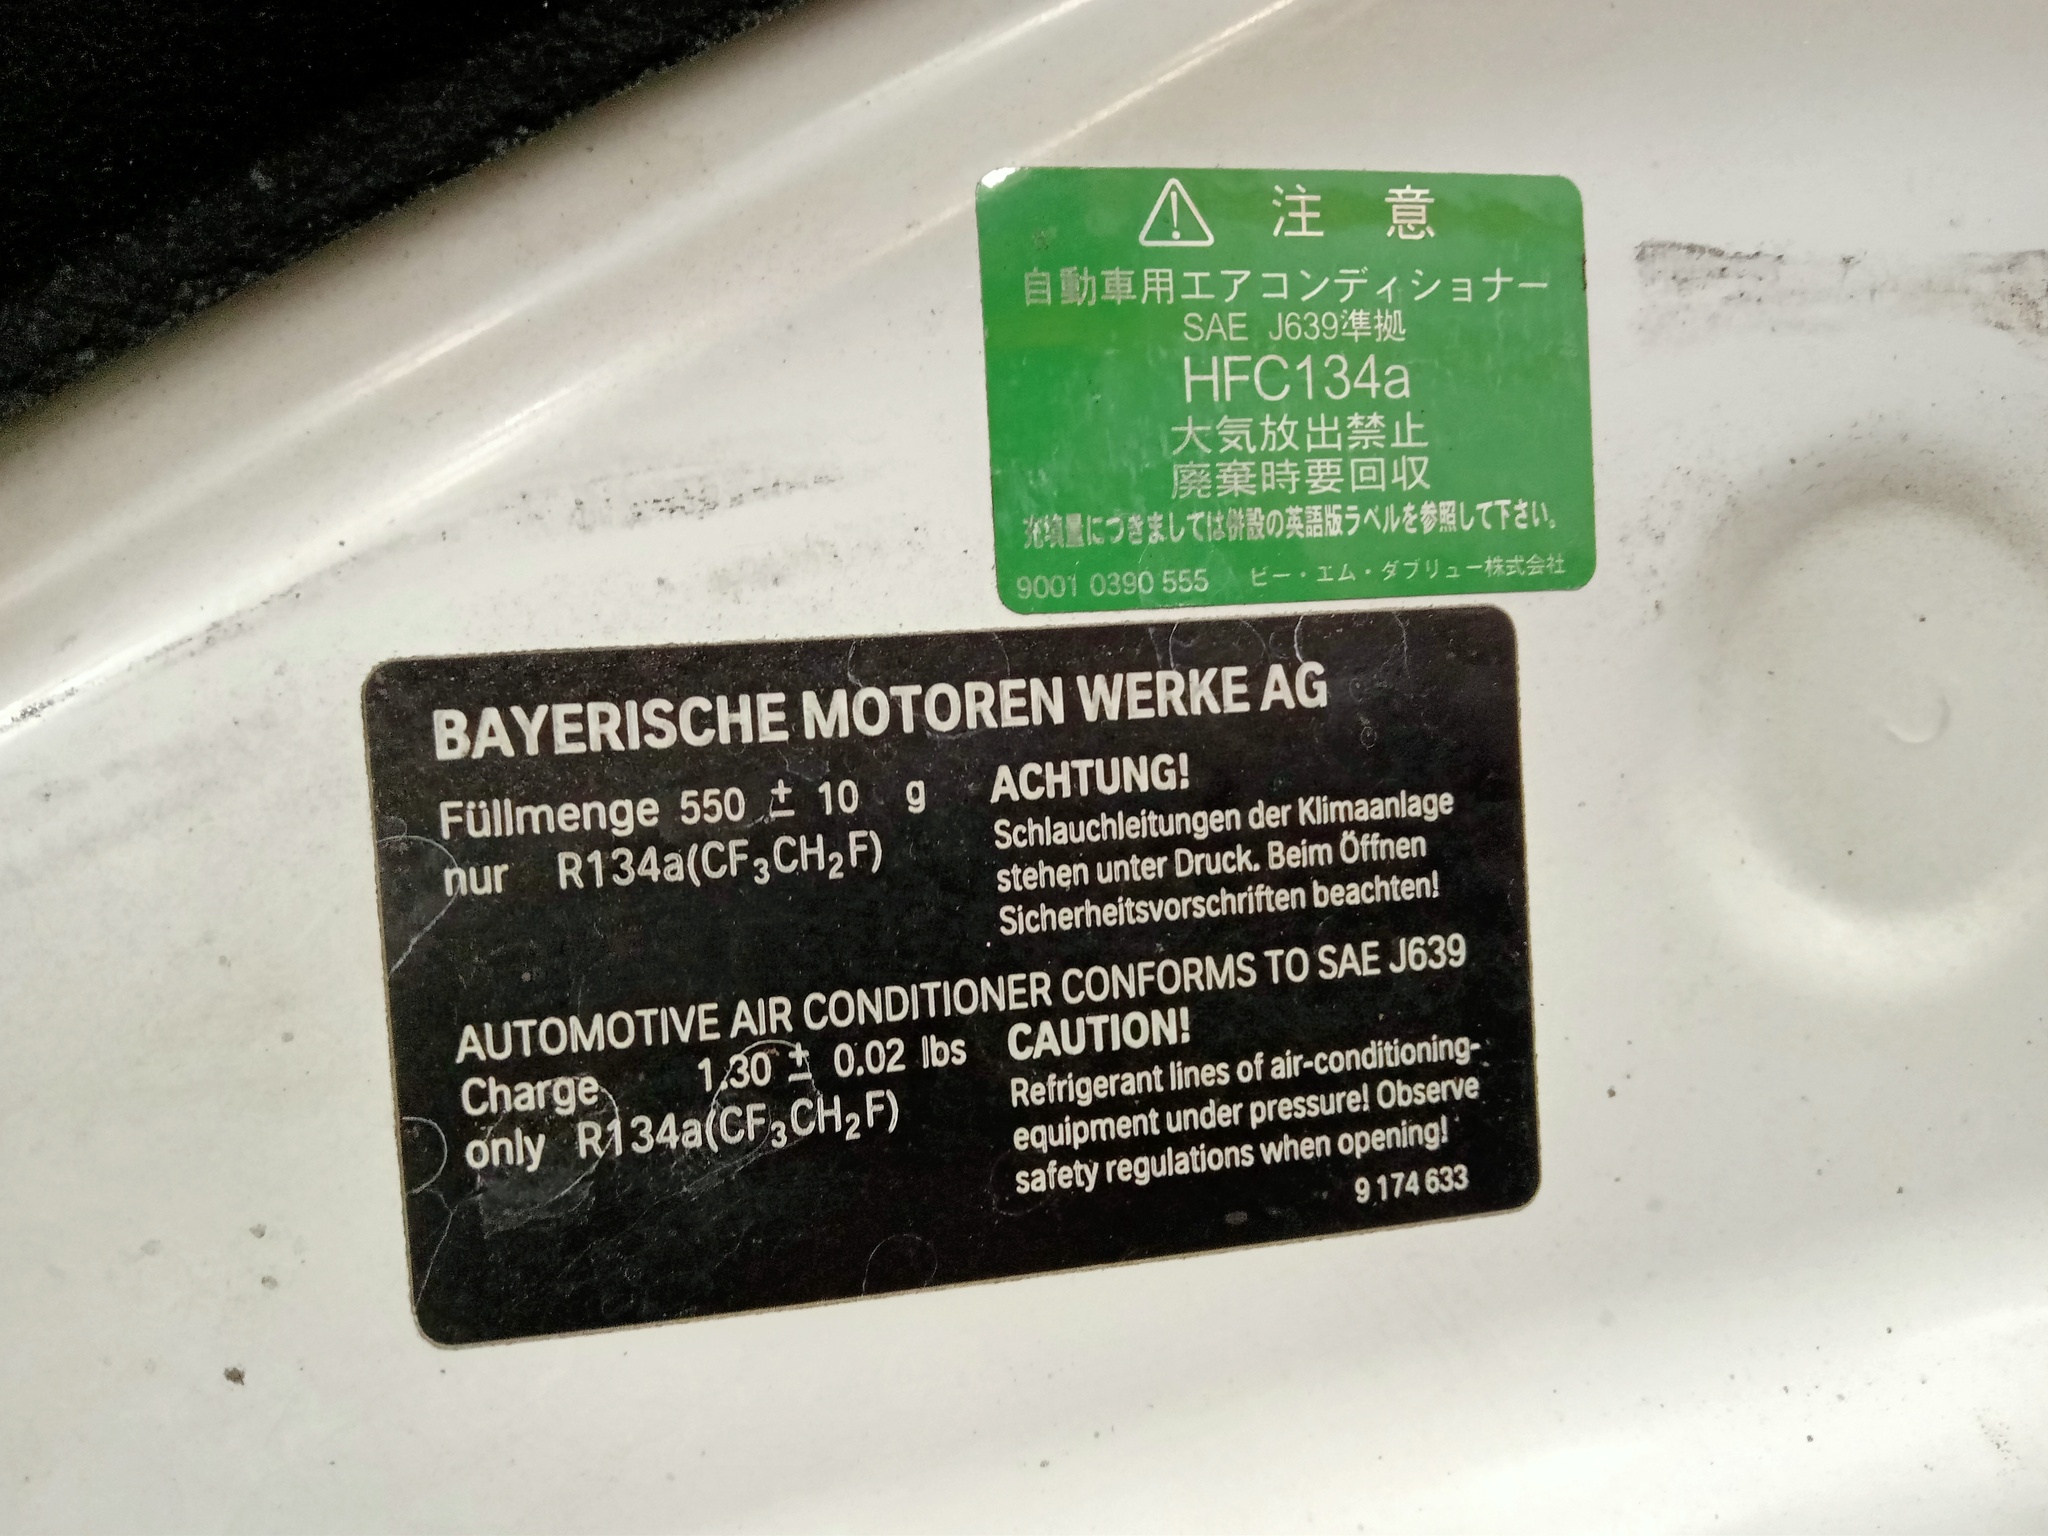 ⚠ 注 意
自動車用エアコンディショナー
SAE J639準拠
HFC134a
大気放出禁止
廃棄時要回収
充填量につきましては併設の英語版ラベルを参照して下さい。
9001 0390 555 ビー・エム・ダブリュー株式会社
BAYERISCHE MOTOREN WERKE AG
Füllmenge 550 ± 10 g
nur R134a(CF₃CH₂F)
ACHTUNG!
Schlauchleitungen der Klimaanlage
stehen unter Druck. Beim Öffnen
Sicherheitsvorschriften beachten!
AUTOMOTIVE AIR CONDITIONER CONFORMS TO SAE J639
Charge 1.30 ± 0.02 lbs
only R134a(CF₃CH₂F)
CAUTION!
Refrigerant lines of air-conditioning-
equipment under pressure! Observe
safety regulations when opening!
9 174 633